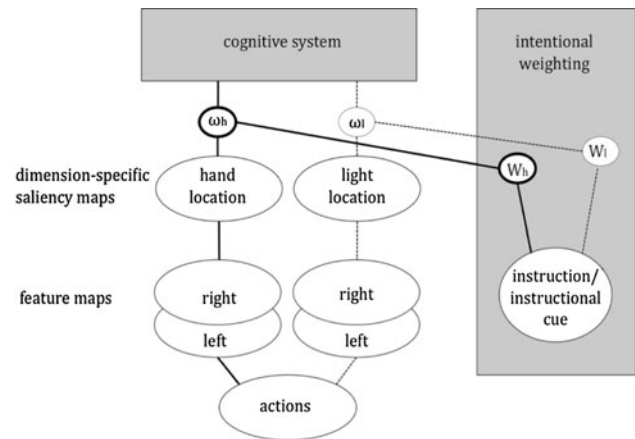 cognitive system
intentional
weighting
ωh
ωl
Wl
Wh
dimension-specific
saliency maps
hand
location
light
location
feature maps
right
right
left
left
instruction/
instructional
cue
actions